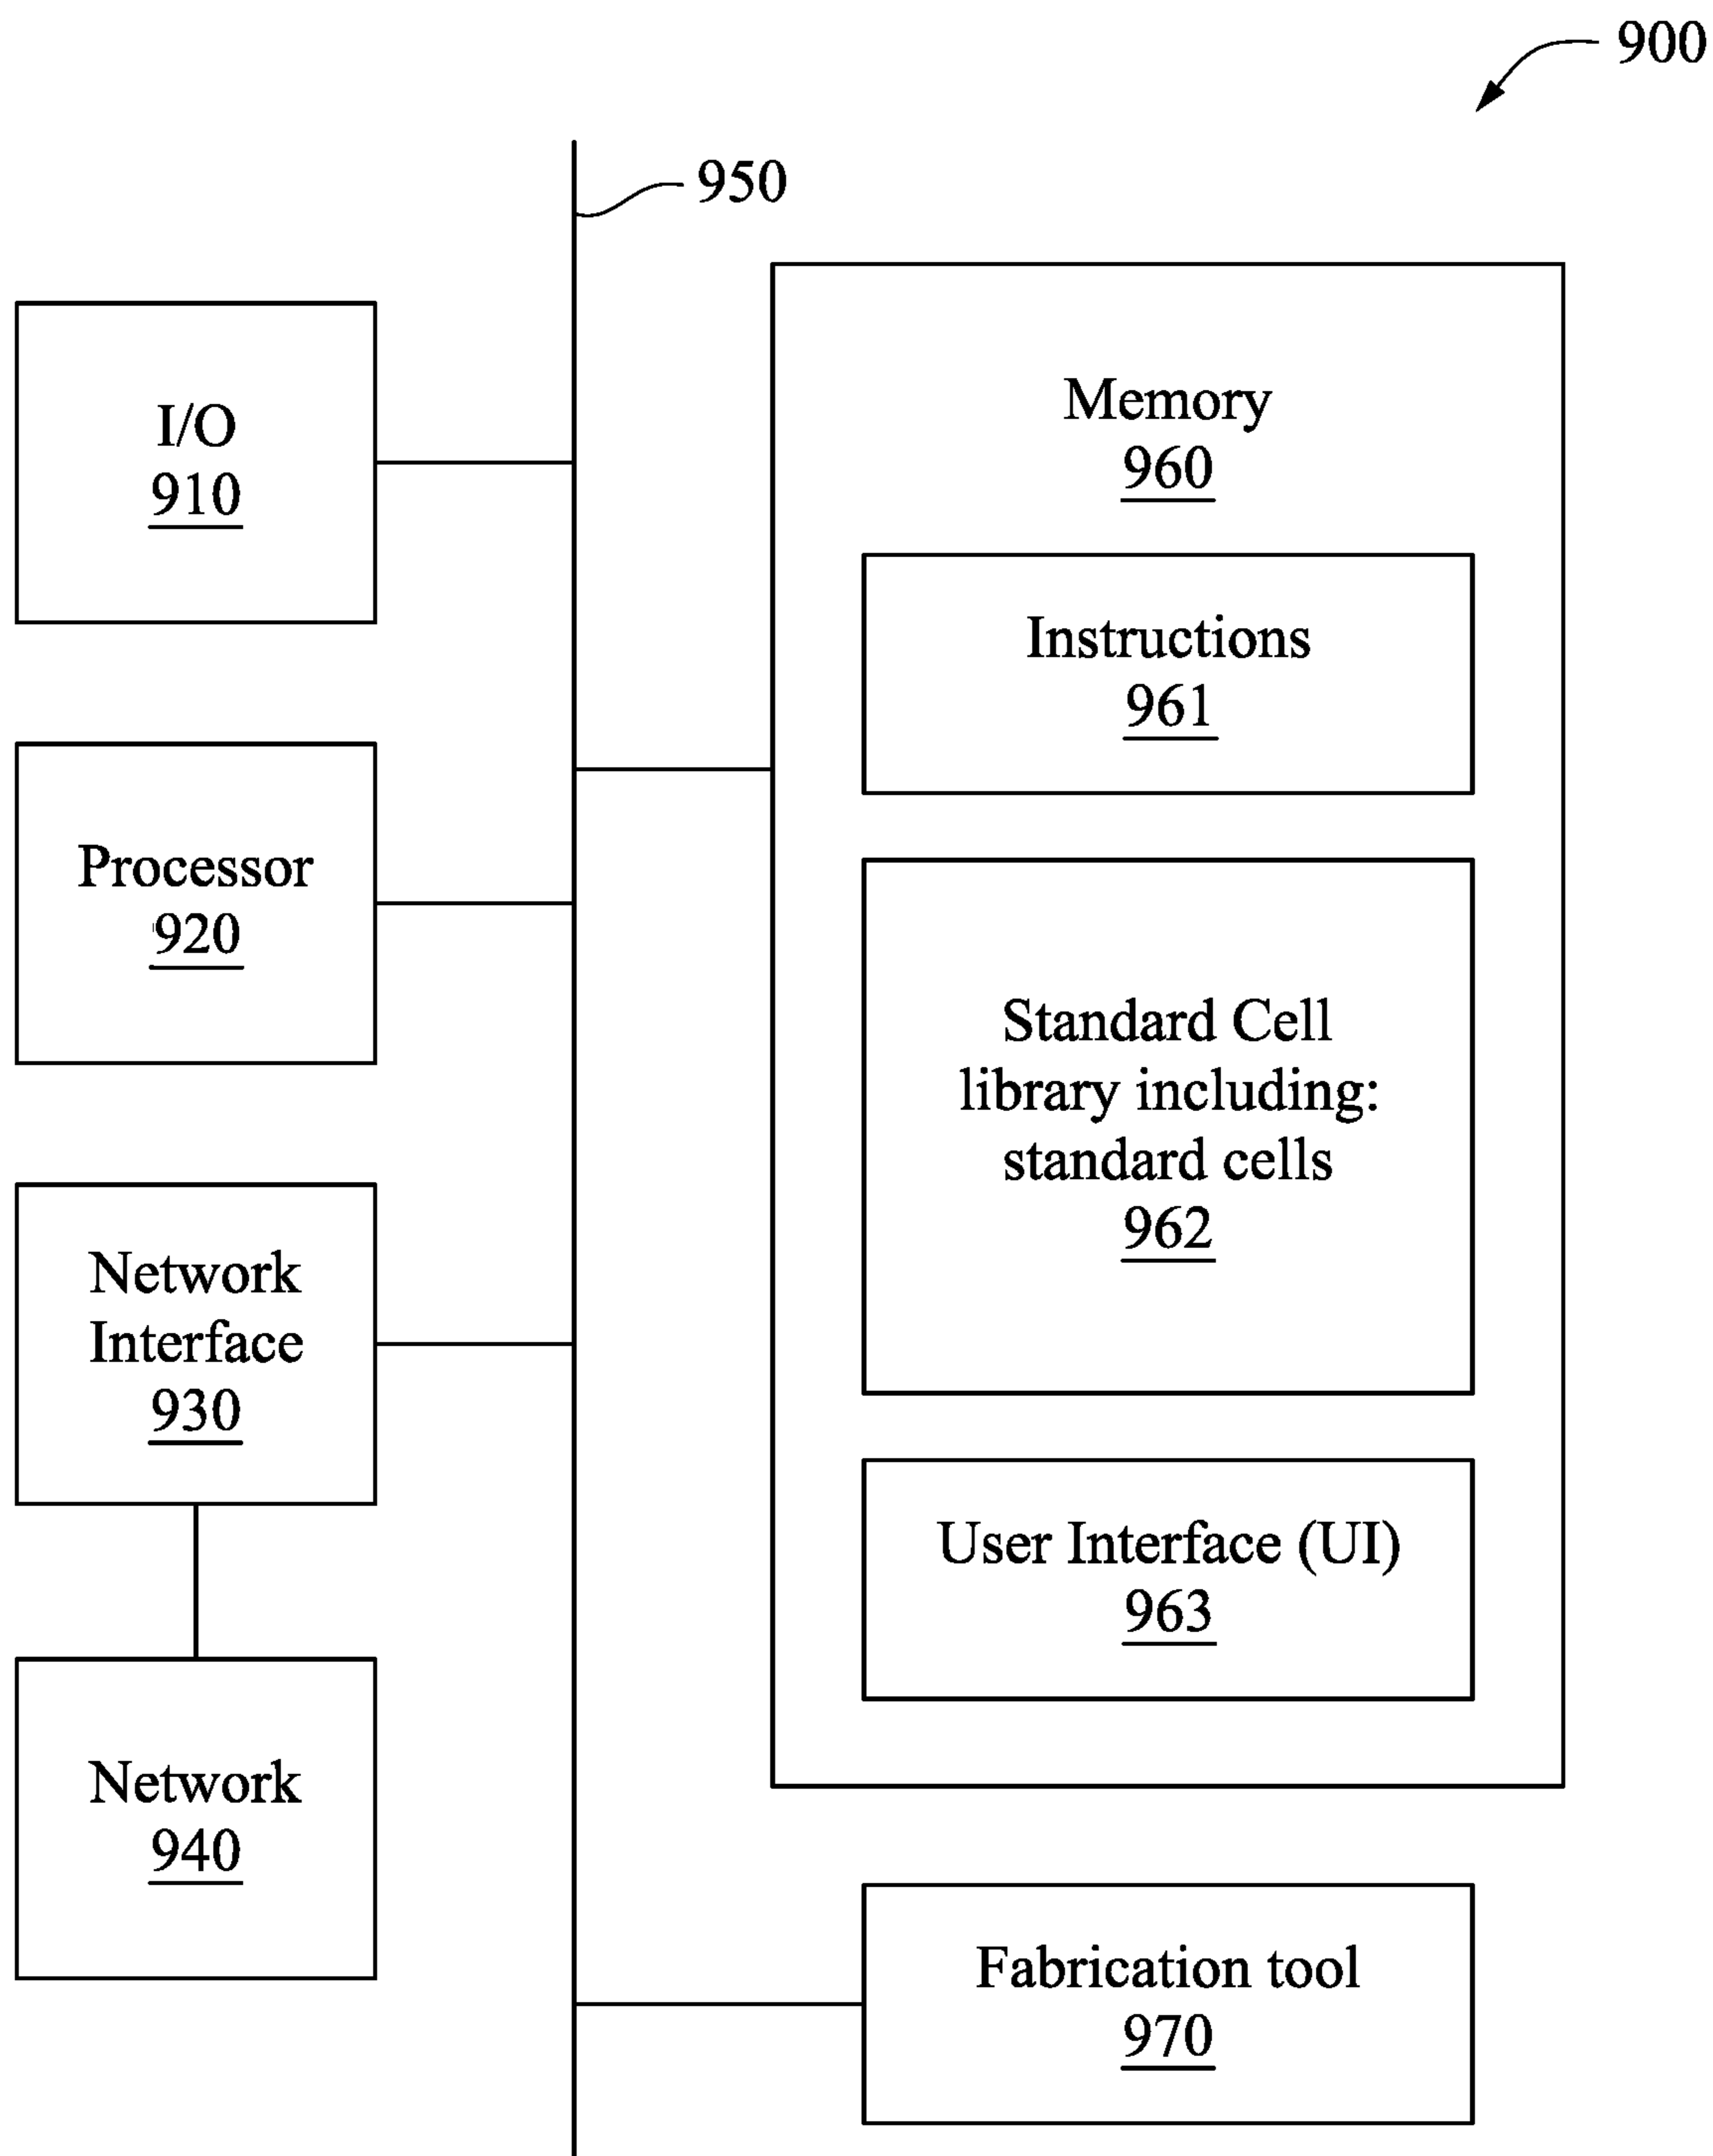 900
950
I/O
910
Processor
920
Network
Interface
930
Network
940
Memory
960
Instructions
961
Standard Cell
library including:
standard cells
962
User Interface (UI)
963
Fabrication tool
970